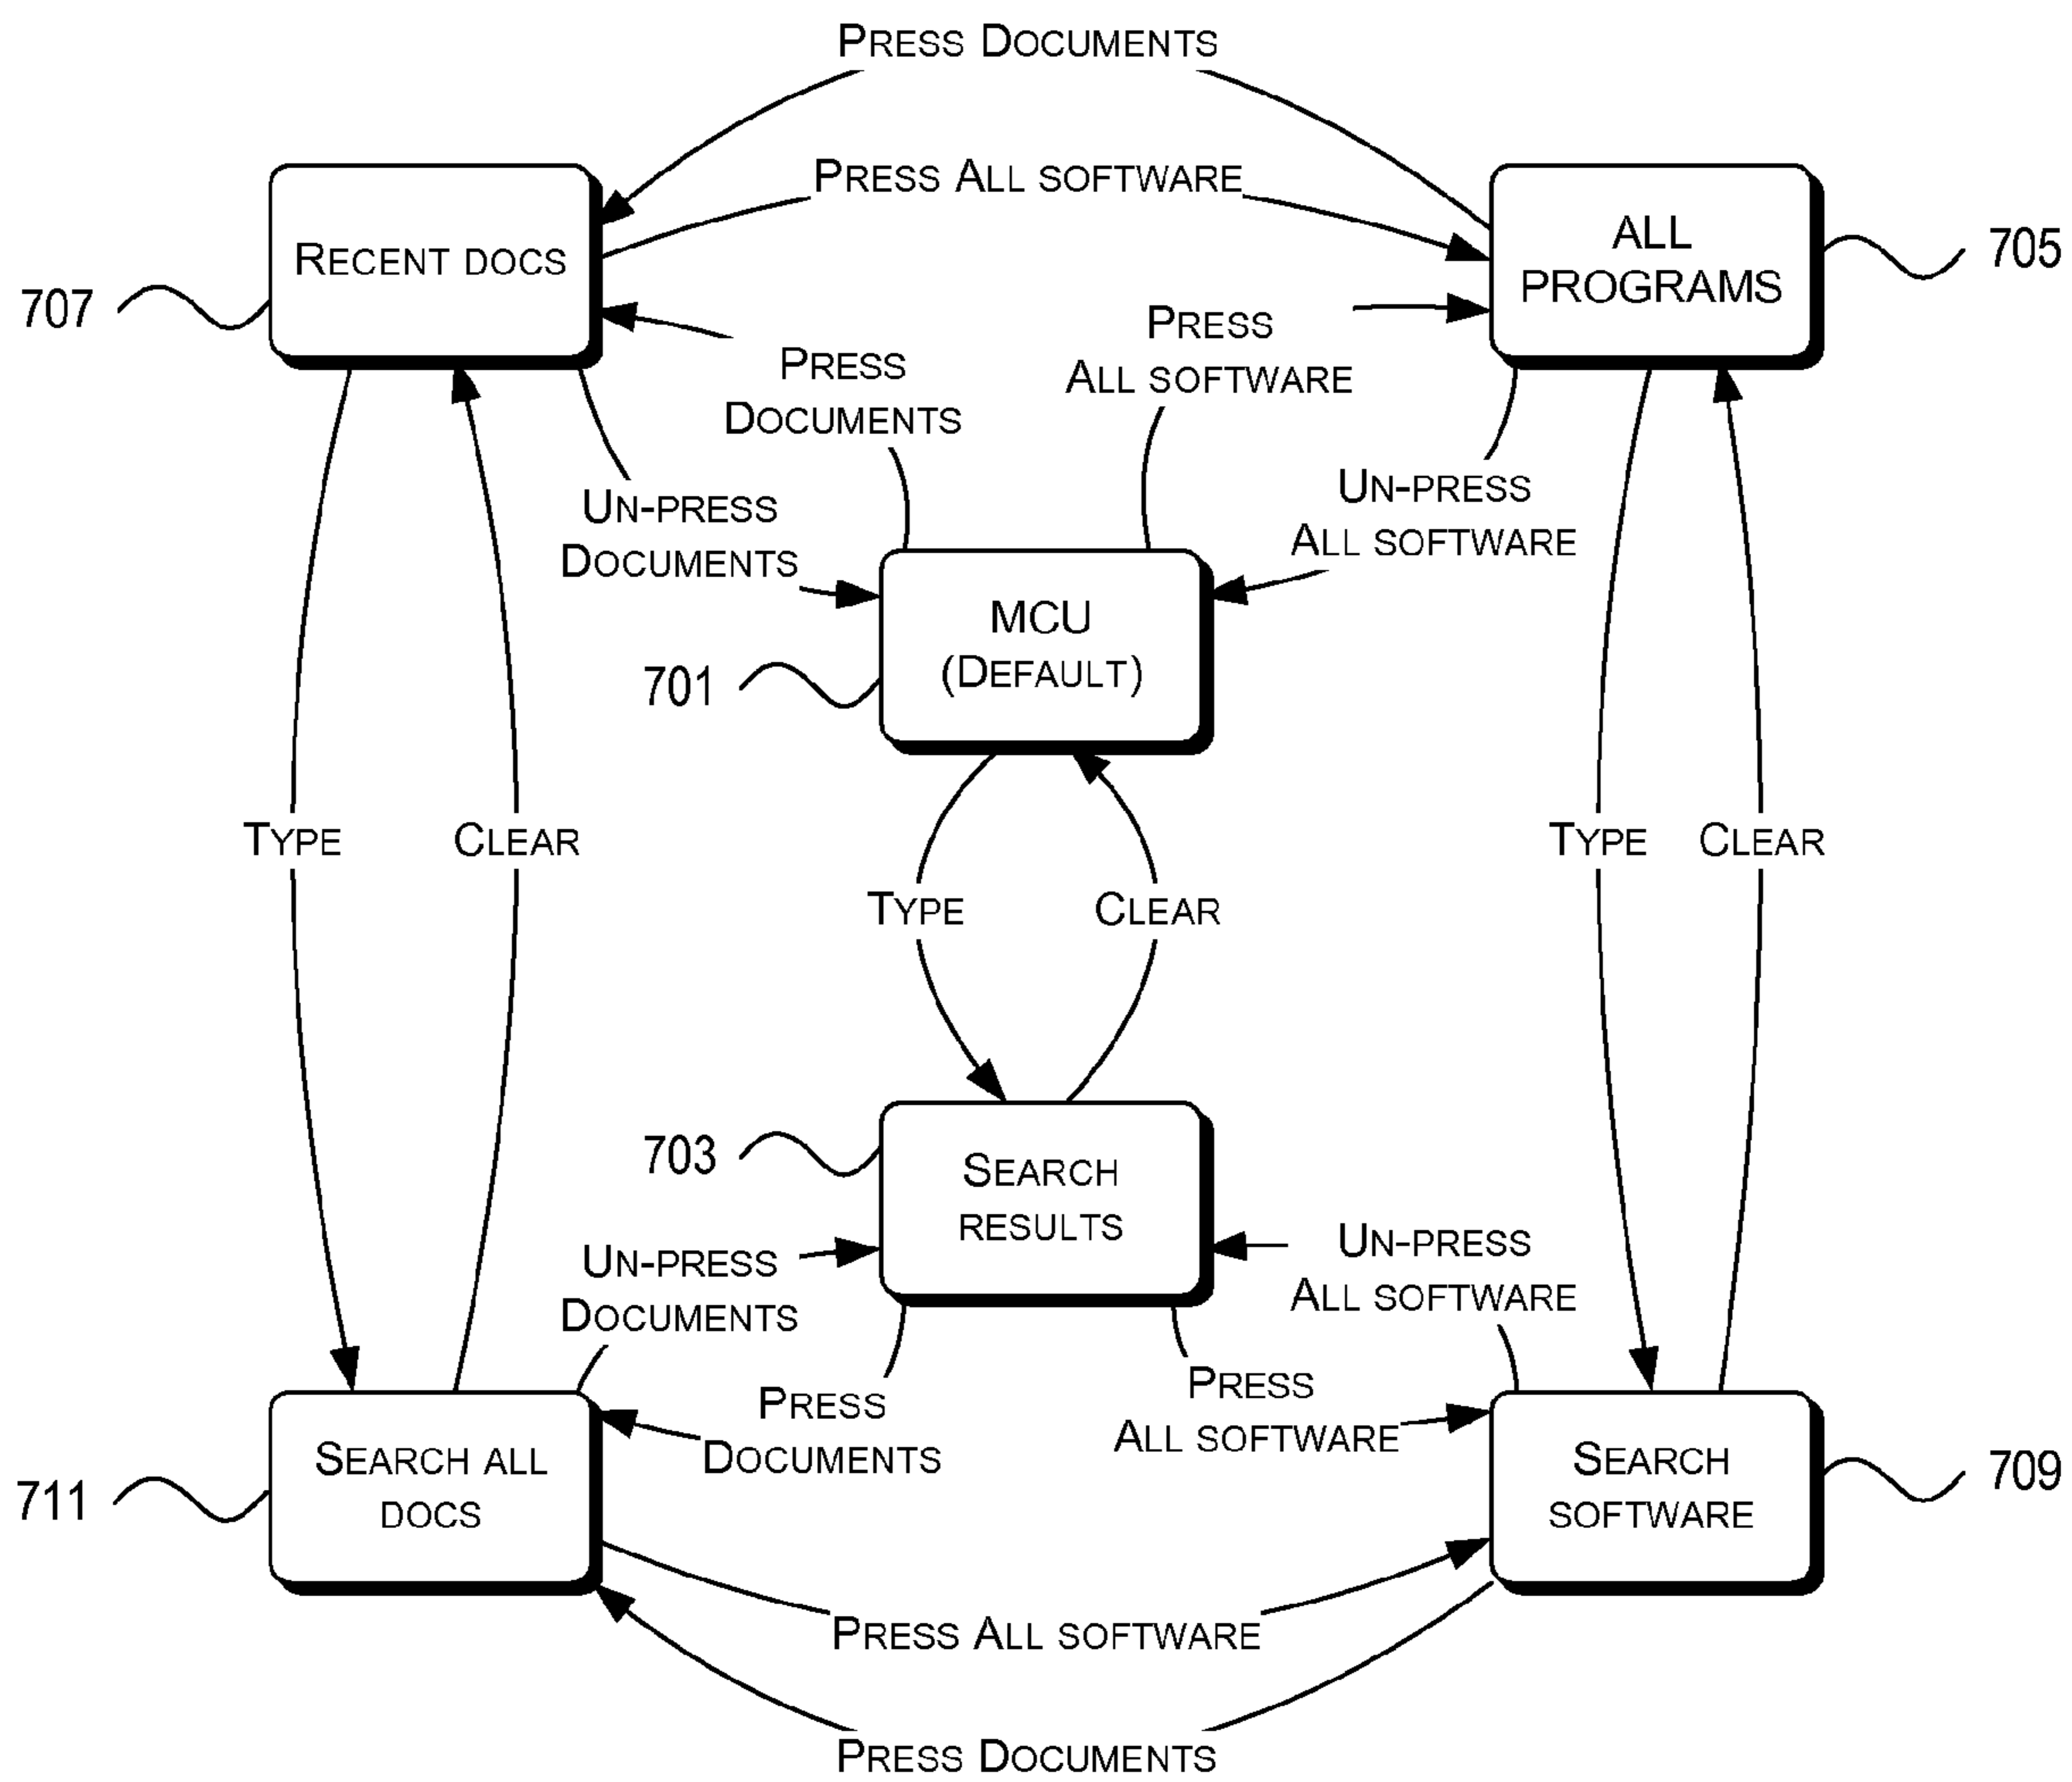 Press Documents
Press All software
Recent docs
ALL
PROGRAMS
705
707
Press
All software
Press
Documents
Un-press
Documents
Un-press
All software
MCU
(Default)
701
Type
Clear
Type
Clear
Type
Clear
703
Search
results
Un-press
Documents
Un-press
All software
Press
Documents
Press
All software
Search all
docs
711
Search
software
709
Press All software
Press Documents